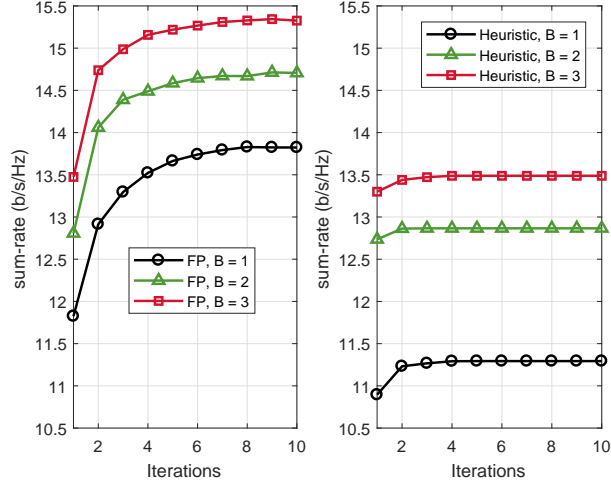 15.5
15
14.5
14
13.5
13
12.5
12
11.5
11
10.5
2 4 6 8 10
Iterations
sum-rate (b/s/Hz)
FP, B = 1
FP, B = 2
FP, B = 3
15.5
15
14.5
14
13.5
13
12.5
12
11.5
11
10.5
2 4 6 8 10
Iterations
sum-rate (b/s/Hz)
Heuristic, B = 1
Heuristic, B = 2
Heuristic, B = 3